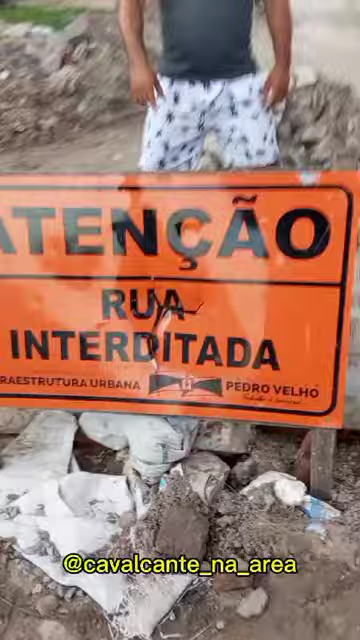 ATENÇÃO
RUA
INTERDITADA
RAESTRUTURA URBANA PEDRO VELHO
@cavalcante_na_area